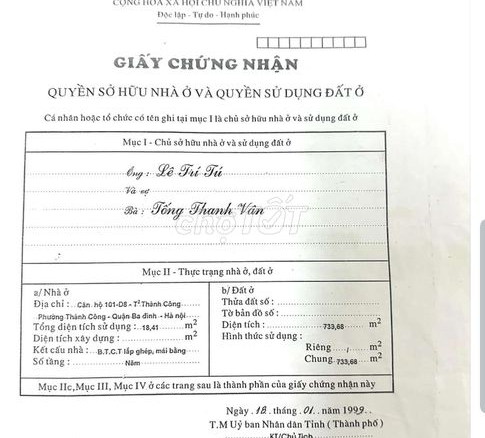 CỘNG HÒA XÃ HỘI CHỦ NGHĨA VIỆT NAM
Độc lập - Tự do - Hạnh phúc
GIẤY CHỨNG NHẬN
QUYỀN SỞ HỮU NHÀ Ở VÀ QUYỀN SỬ DỤNG ĐẤT Ở
Cá nhân hoặc tổ chức có tên ghi tại mục I là chủ sở hữu nhà ở và sử dụng đất ở
Mục I - Chủ sở hữu nhà ở và sử dụng đất ở
Ông: Lê Trí Tú
Và vợ
Bà: Tống Thanh Vân
chợTỐT
Mục II - Thực trạng nhà ở, đất ở
a/ Nhà ở
Địa chỉ: Căn hộ 101-D8 - T² Thành Công
Phường Thành Công - Quận Ba đình - Hà nội
Tổng diện tích sử dụng: 18,41 m2
Diện tích xây dựng: m2
Kết cấu nhà: B.T.C.T lắp ghép, mái bằng
Số tầng: Năm
b/ Đất ở
Thửa đất số:
Tờ bản đồ số:
Diện tích: 733,68 m2
Hình thức sử dụng:
Riêng / m2
Chung 733,68 m2
Mục IIc, Mục III, Mục IV ở các trang sau là thành phần của giấy chứng nhận này
Ngày 18 tháng 01 năm 1999
T.M Uỷ ban Nhân dân Tỉnh (Thành phố)
KT/Chủ Tịch